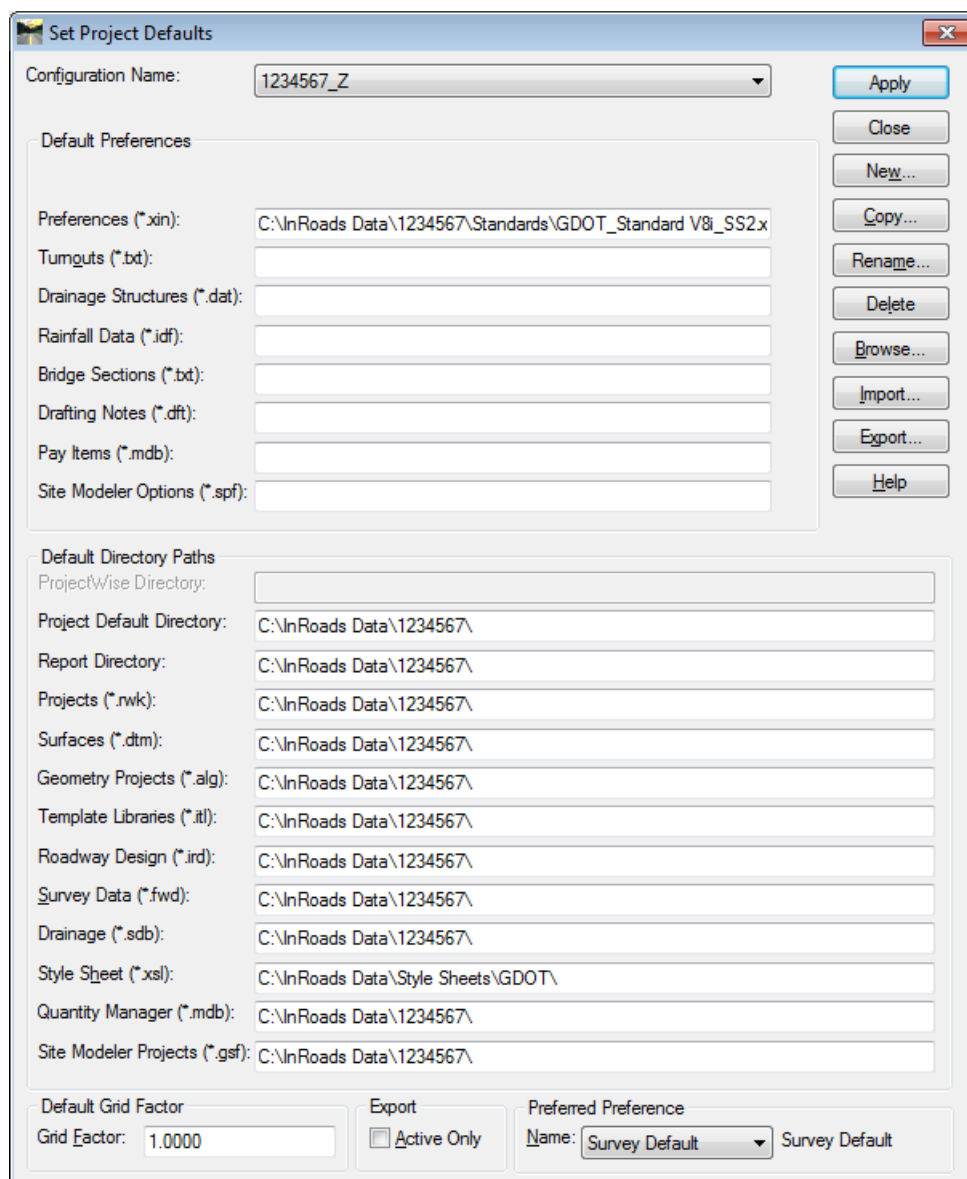 Set Project Defaults
Configuration Name:
1234567_Z
Apply
Close
New...
Copy...
Rename...
Delete
Browse...
Import...
Export...
Help
Default Preferences
Preferences (*.xin):
C:\InRoads Data\1234567\Standards\GDOT_Standard V8i_SS2.x
Turnouts (*.txt):
Drainage Structures (*.dat):
Rainfall Data (*.idf):
Bridge Sections (*.txt):
Drafting Notes (*.dft):
Pay Items (*.mdb):
Site Modeler Options (*.spf):
Default Directory Paths
ProjectWise Directory:
Project Default Directory: C:\InRoads Data\1234567\
Report Directory: C:\InRoads Data\1234567\
Projects (*.rwk): C:\InRoads Data\1234567\
Surfaces (*.dtm): C:\InRoads Data\1234567\
Geometry Projects (*.alg): C:\InRoads Data\1234567\
Template Libraries (*.itl): C:\InRoads Data\1234567\
Roadway Design (*.ird): C:\InRoads Data\1234567\
Survey Data (*.fwd): C:\InRoads Data\1234567\
Drainage (*.sdb): C:\InRoads Data\1234567\
Style Sheet (*.xsl): C:\InRoads Data\Style Sheets\GDOT\
Quantity Manager (*.mdb): C:\InRoads Data\1234567\
Site Modeler Projects (*.gsf): C:\InRoads Data\1234567\
Default Grid Factor
Grid Factor: 1.0000
Export
Active Only
Preferred Preference
Name: Survey Default Survey Default